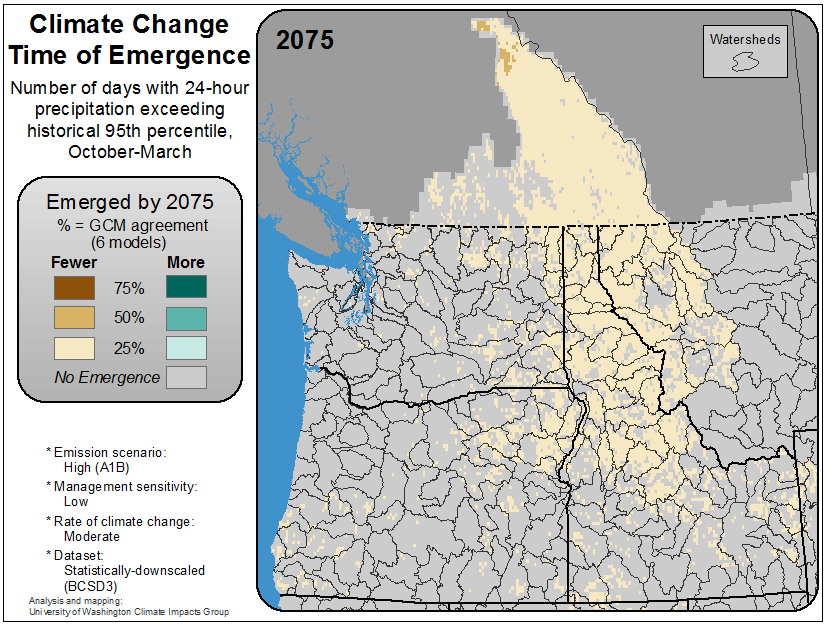 Climate Change
Time of Emergence
Number of days with 24-hour
precipitation exceeding
historical 95th percentile,
October-March
Emerged by 2075
% = GCM agreement
(6 models)
Fewer More
75%
50%
25%
No Emergence
* Emission scenario:
High (A1B)
* Management sensitivity:
Low
* Rate of climate change:
Moderate
* Dataset:
Statistically-downscaled
(BCSD3)
Analysis and mapping:
University of Washington Climate Impacts Group
2075
Watersheds